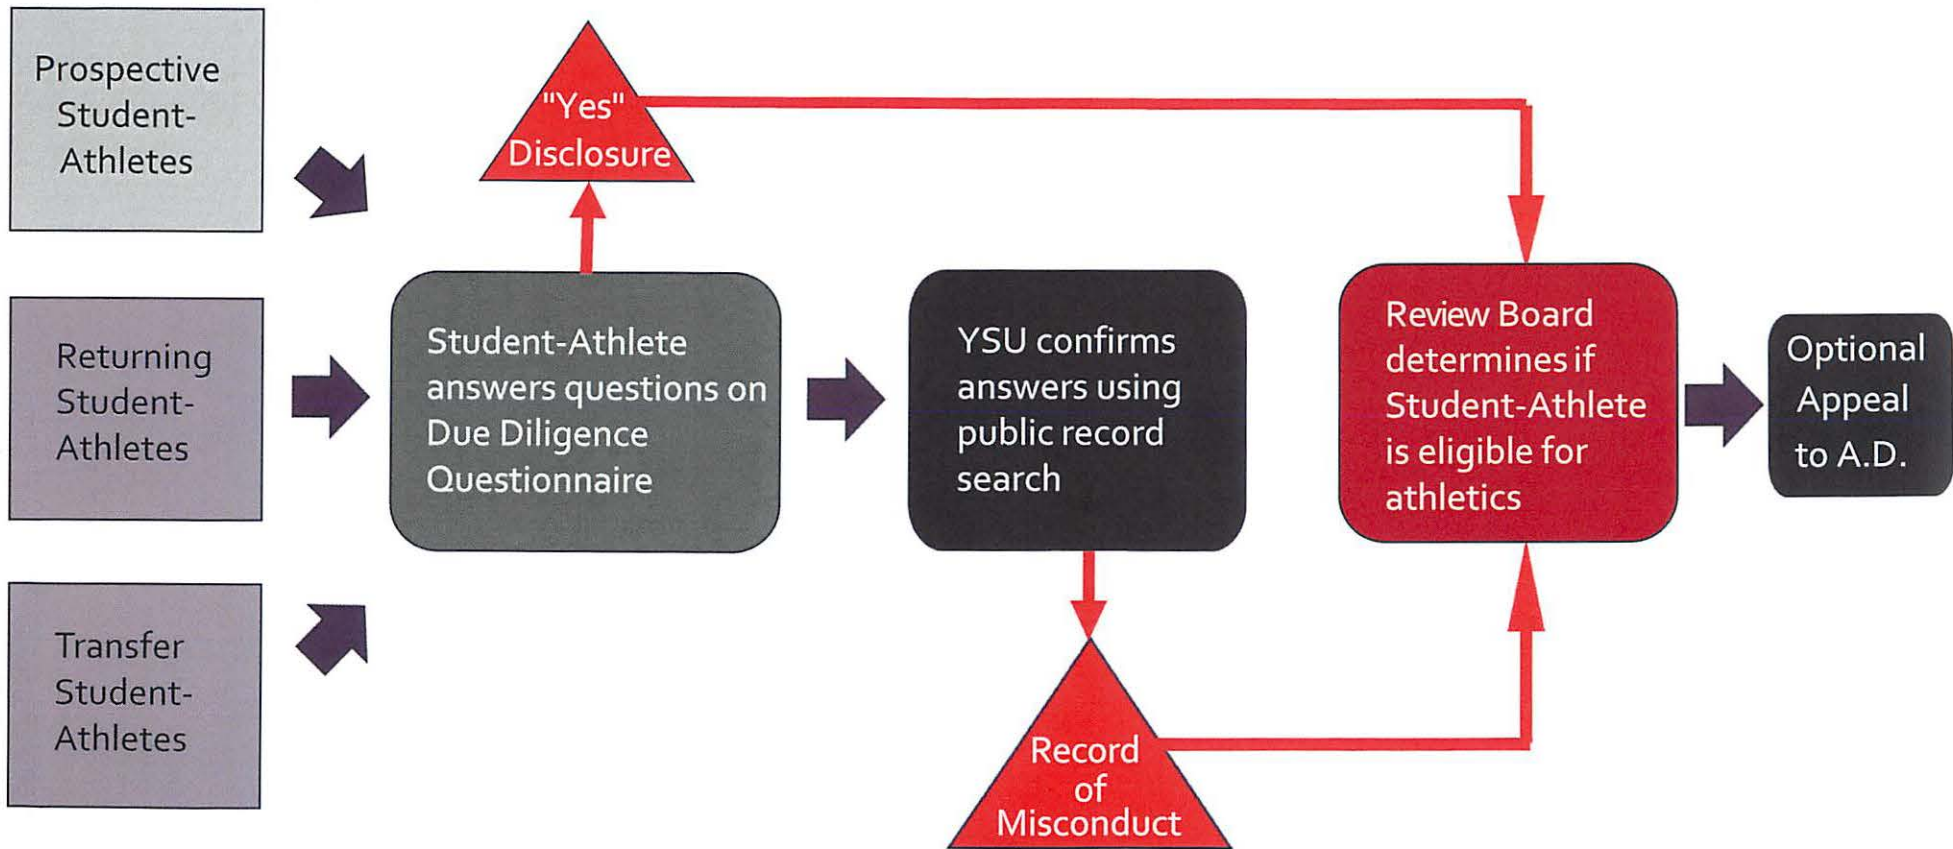 Prospective
Student-
Athletes
Returning
Student-
Athletes
Transfer
Student-
Athletes
"Yes"
Disclosure
Student-Athlete
answers questions on
Due Diligence
Questionnaire
YSU confirms
answers using
public record
search
Record
of
Misconduct
Review Board
determines if
Student-Athlete
is eligible for
athletics
Optional
Appeal
to A.D.